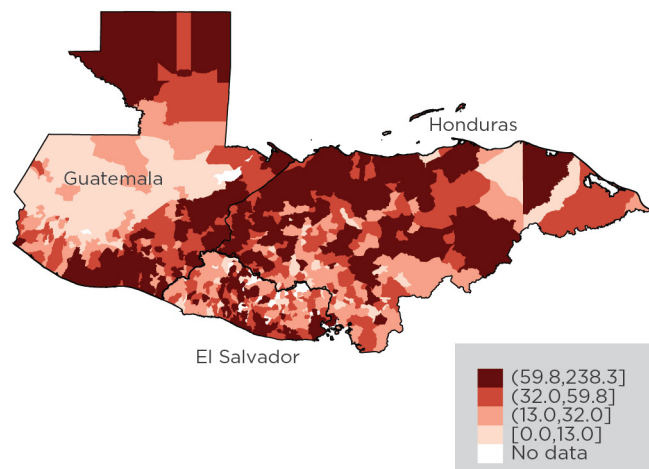 Honduras
Guatemala
El Salvador
(59.8,238.3]
(32.0,59.8]
(13.0,32.0]
[0.0,13.0]
No data